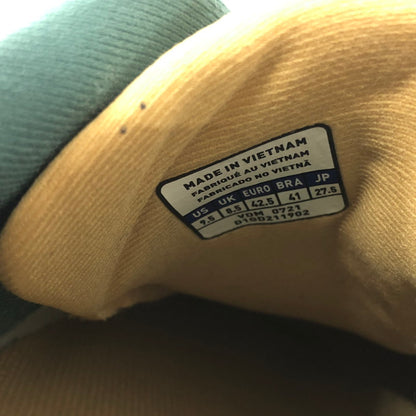 MADE IN VIETNAM
FABRIQUÉ AU VIETNAM
FABRICADO NO VIETNÃ
US UK EURO BRA JP
9.5 8.5 42.5 41 27.5
VDM 0721
D10D211902